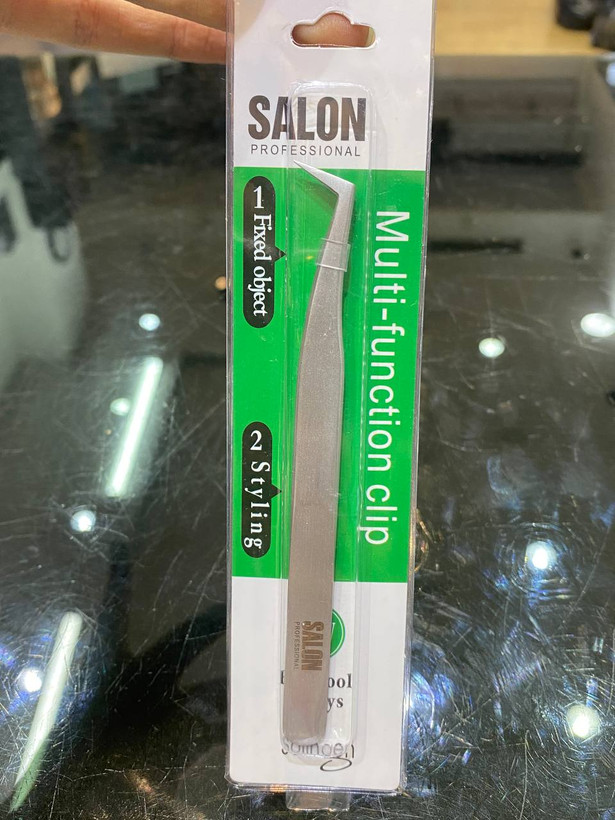 SALON
PROFESSIONAL
1 Fixed object
Multi-function clip
2 Styling
SALON
PROFESSIONAL